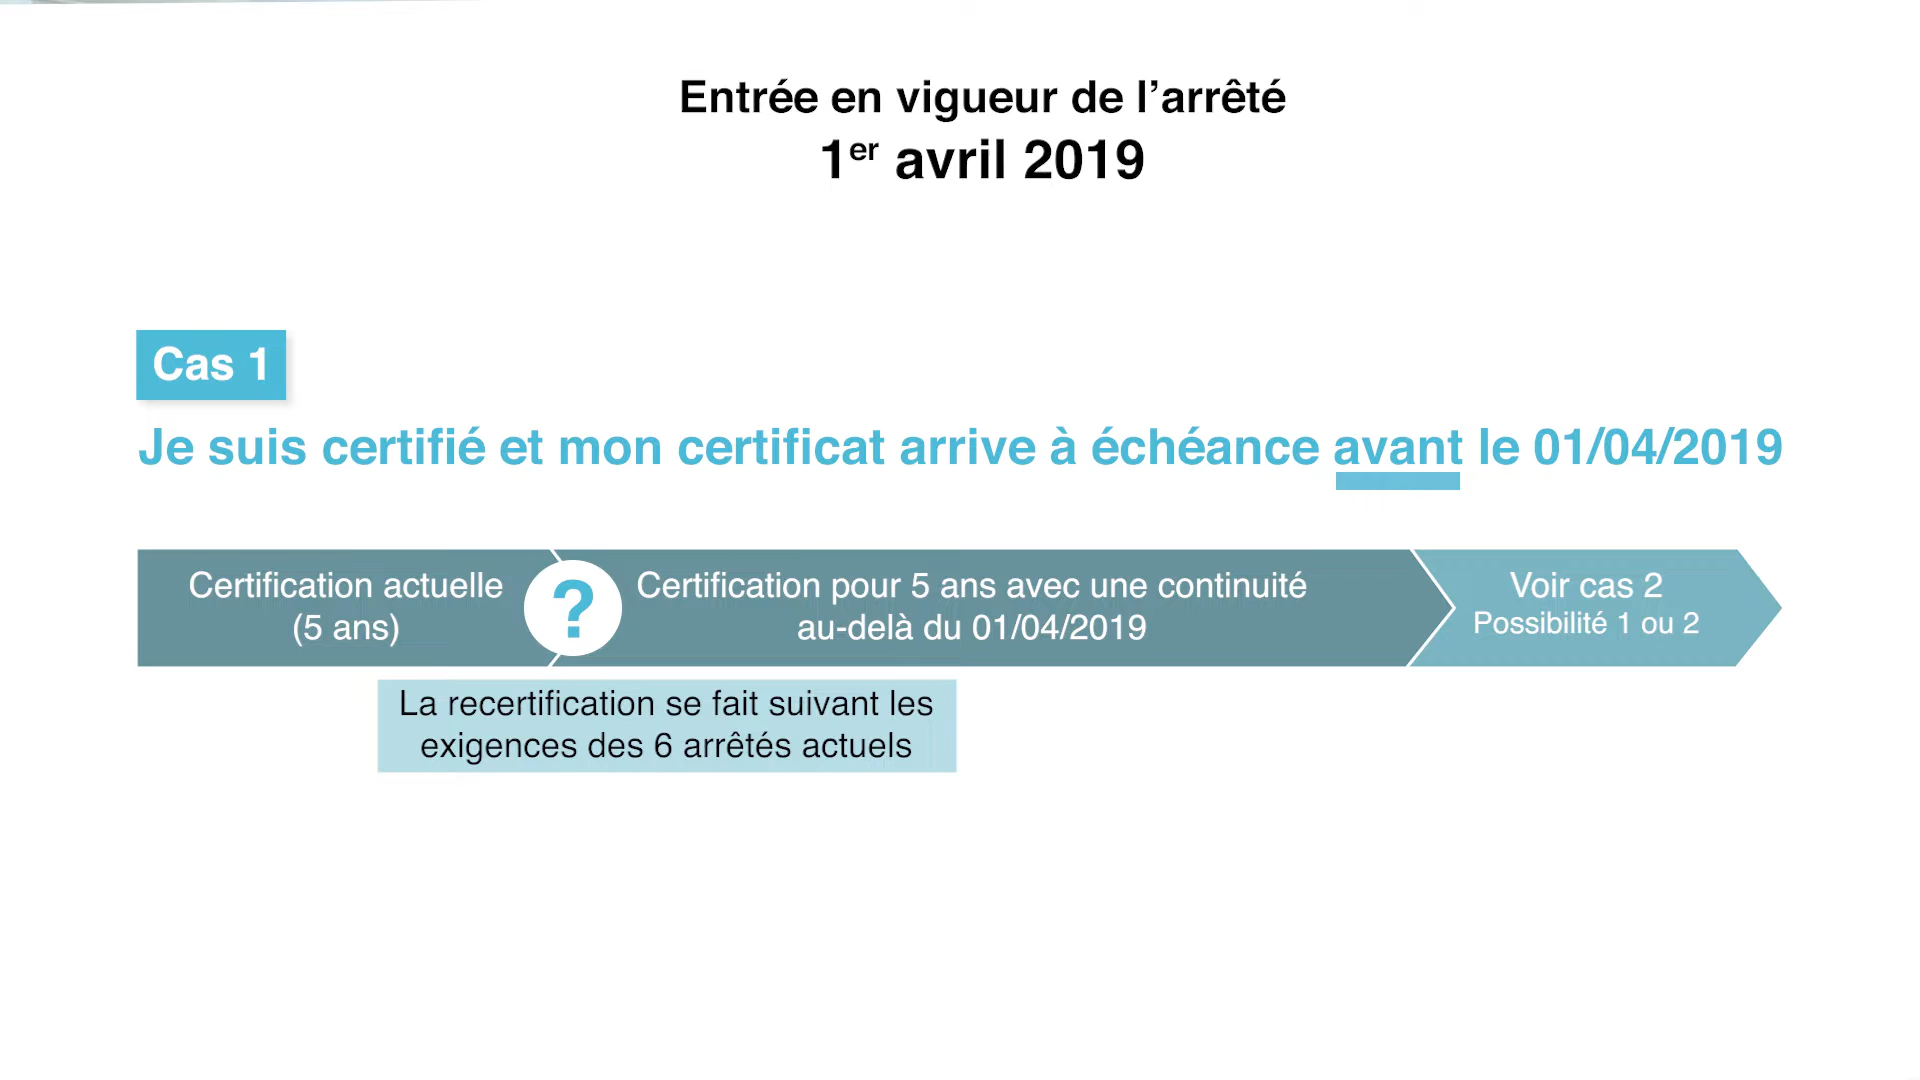 Entrée en vigueur de l’arrêté
1er avril 2019
Cas 1
Je suis certifié et mon certificat arrive à échéance avant le 01/04/2019
Certification actuelle
(5 ans)
?
Certification pour 5 ans avec une continuité
au-delà du 01/04/2019
Voir cas 2
Possibilité 1 ou 2
La recertification se fait suivant les
exigences des 6 arrêtés actuels